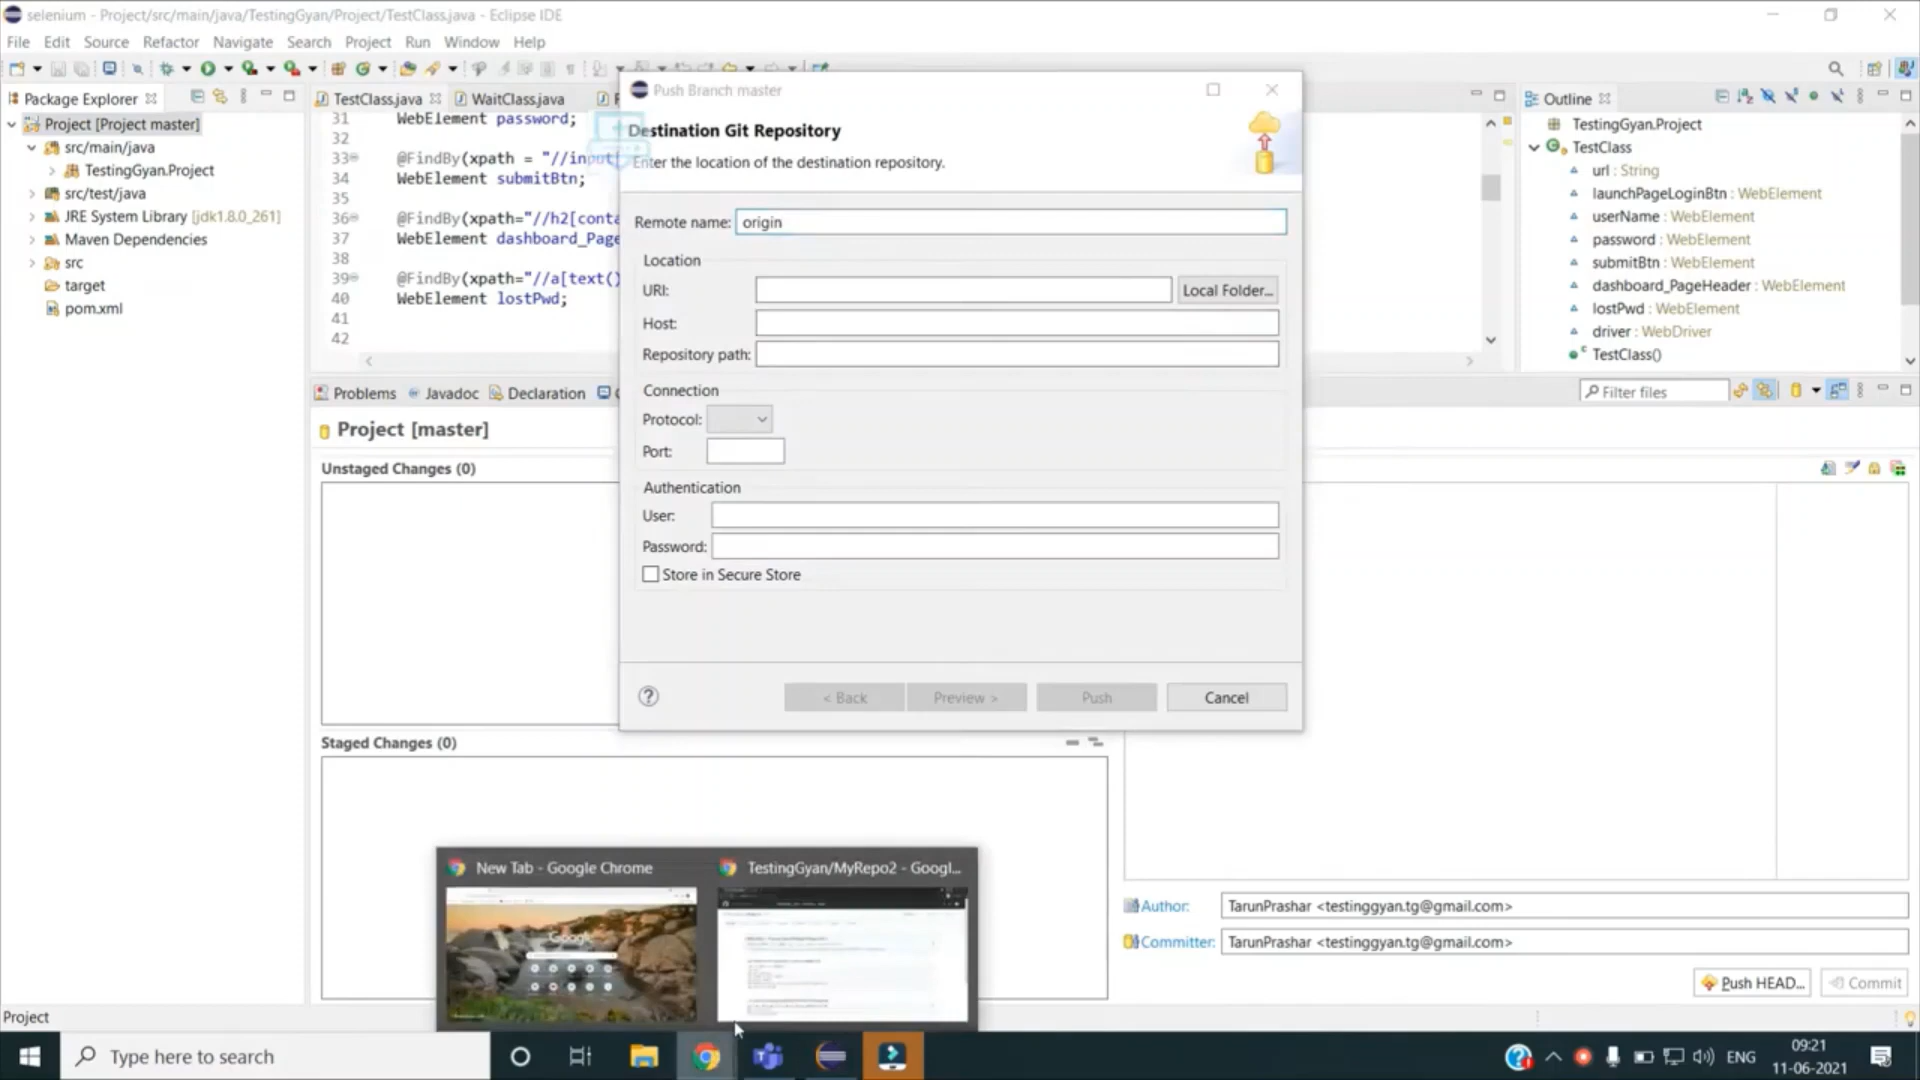 selenium - Project/src/main/java/TestingGyan/Project/TestClass.java - Eclipse IDE
File Edit Source Refactor Navigate Search Project Run Window Help
Package Explorer
Project [Project master]
src/main/java
TestingGyan.Project
src/test/java
JRE System Library [jdk1.8.0_261]
Maven Dependencies
src
target
pom.xml
TestClass.java WaitClass.java
31 WebElement password;
32
33 @FindBy(xpath = "//input
34 WebElement submitBtn;
35
36 @FindBy(xpath="//h2[conta
37 WebElement dashboard_Page
38
39 @FindBy(xpath="//a[text()
40 WebElement lostPwd;
41
42
Push Branch master
Destination Git Repository
Enter the location of the destination repository.
Remote name: origin
Location
URI: Local Folder...
Host:
Repository path:
Connection
Protocol:
Port:
Authentication
User:
Password:
Store in Secure Store
< Back Preview > Push Cancel
Outline
TestingGyan.Project
TestClass
url : String
launchPageLoginBtn : WebElement
userName : WebElement
password : WebElement
submitBtn : WebElement
dashboard_PageHeader : WebElement
lostPwd : WebElement
driver : WebDriver
TestClass()
Problems Javadoc Declaration
Filter files
Project [master]
Unstaged Changes (0)
Staged Changes (0)
Author: TarunPrashar <testinggyan.tg@gmail.com>
Committer: TarunPrashar <testinggyan.tg@gmail.com>
Push HEAD... Commit
New Tab - Google Chrome
TestingGyan/MyRepo2 - Googl...
Google
Project
Type here to search
ENG
09:21
11-06-2021